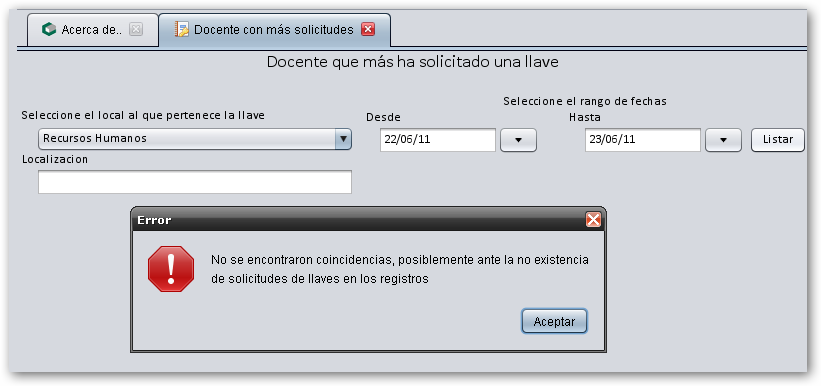 Acerca de..
Docente con más solicitudes
Docente que más ha solicitado una llave
Seleccione el rango de fechas
Seleccione el local al que pertenece la llave
Desde
Hasta
Recursos Humanos
22/06/11
23/06/11
Listar
Localizacion
Error
No se encontraron coincidencias, posiblemente ante la no existencia
de solicitudes de llaves en los registros
Aceptar